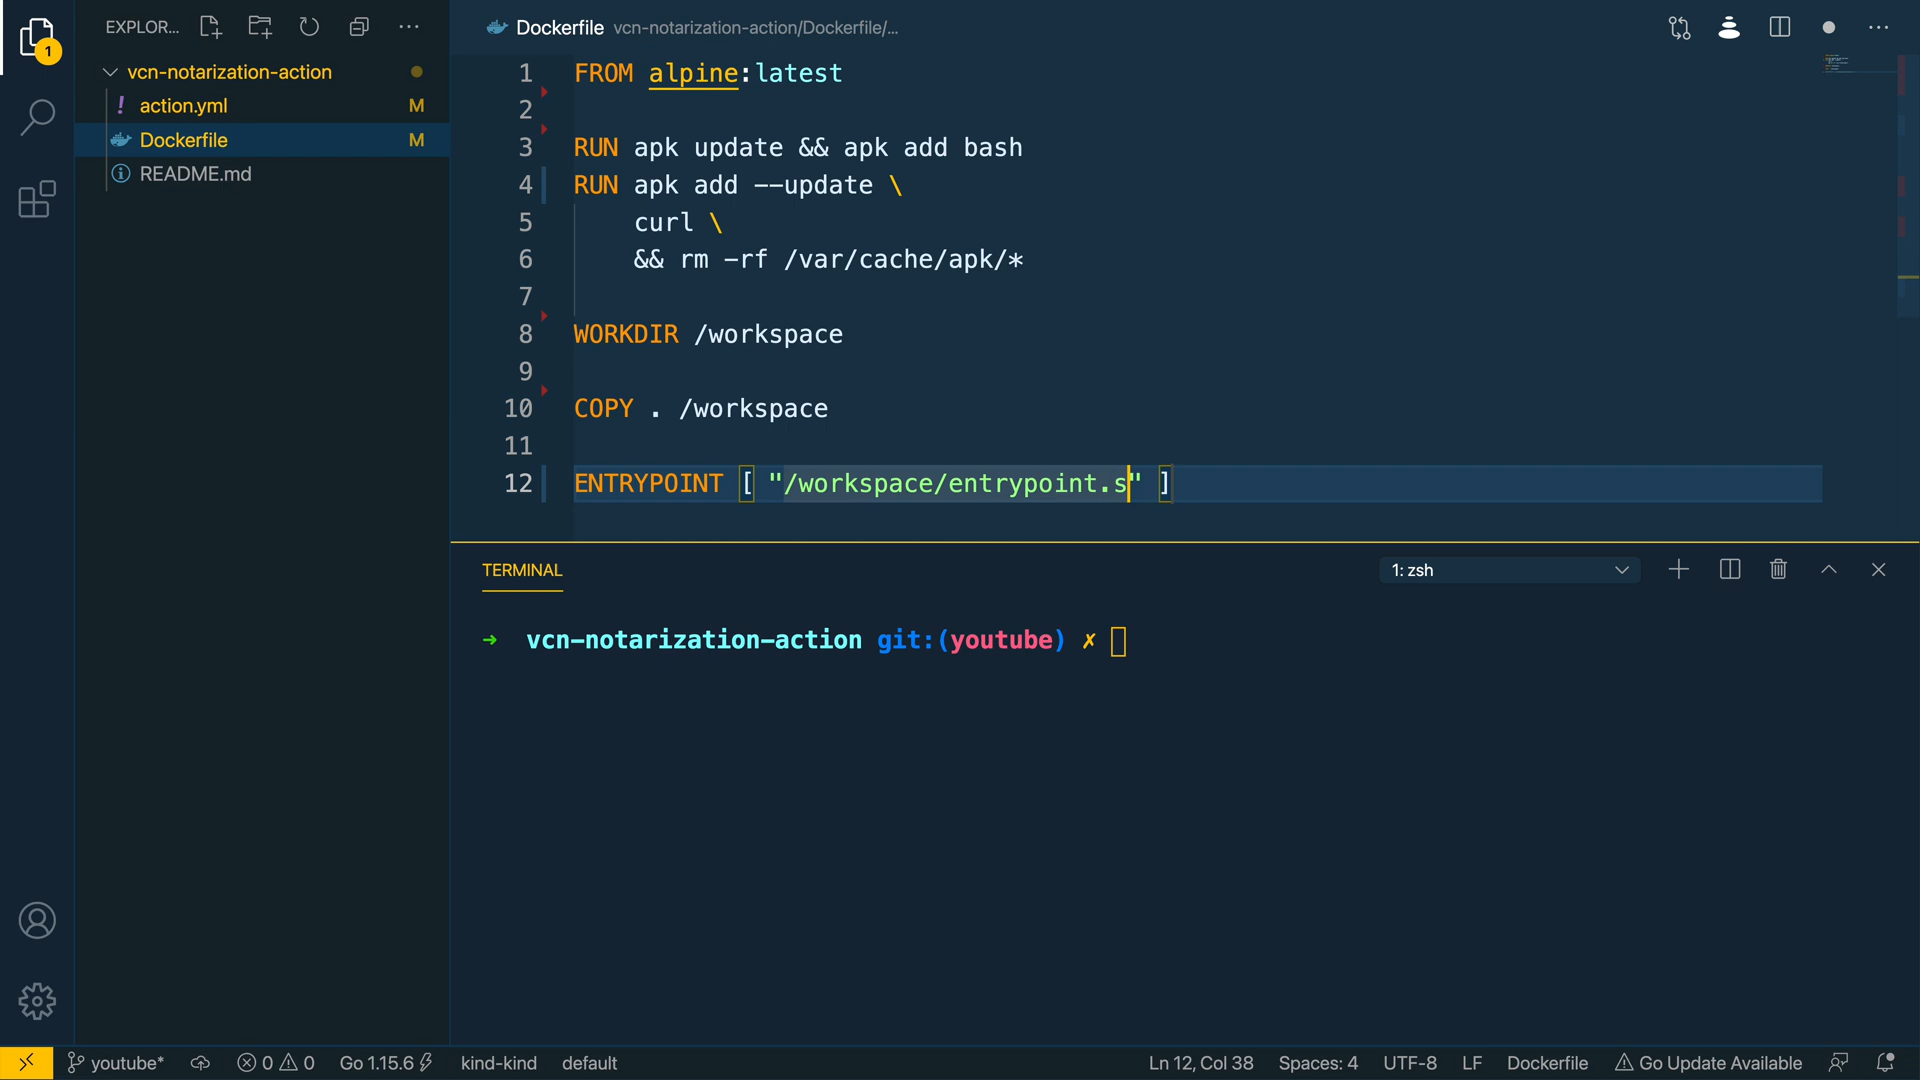 EXPLOR...
Dockerfile vcn-notarization-action/Dockerfile/...
1
vcn-notarization-action
! action.yml M
Dockerfile M
README.md
1 FROM alpine:latest
2
3 RUN apk update && apk add bash
4 RUN apk add --update \
5 curl \
6 && rm -rf /var/cache/apk/*
7
8 WORKDIR /workspace
9
10 COPY . /workspace
11
12 ENTRYPOINT [ "/workspace/entrypoint.s" ]
TERMINAL
1: zsh
➜ vcn-notarization-action git:(youtube) ✗
youtube* 0 0 Go 1.15.6 kind-kind default Ln 12, Col 38 Spaces: 4 UTF-8 LF Dockerfile Go Update Available